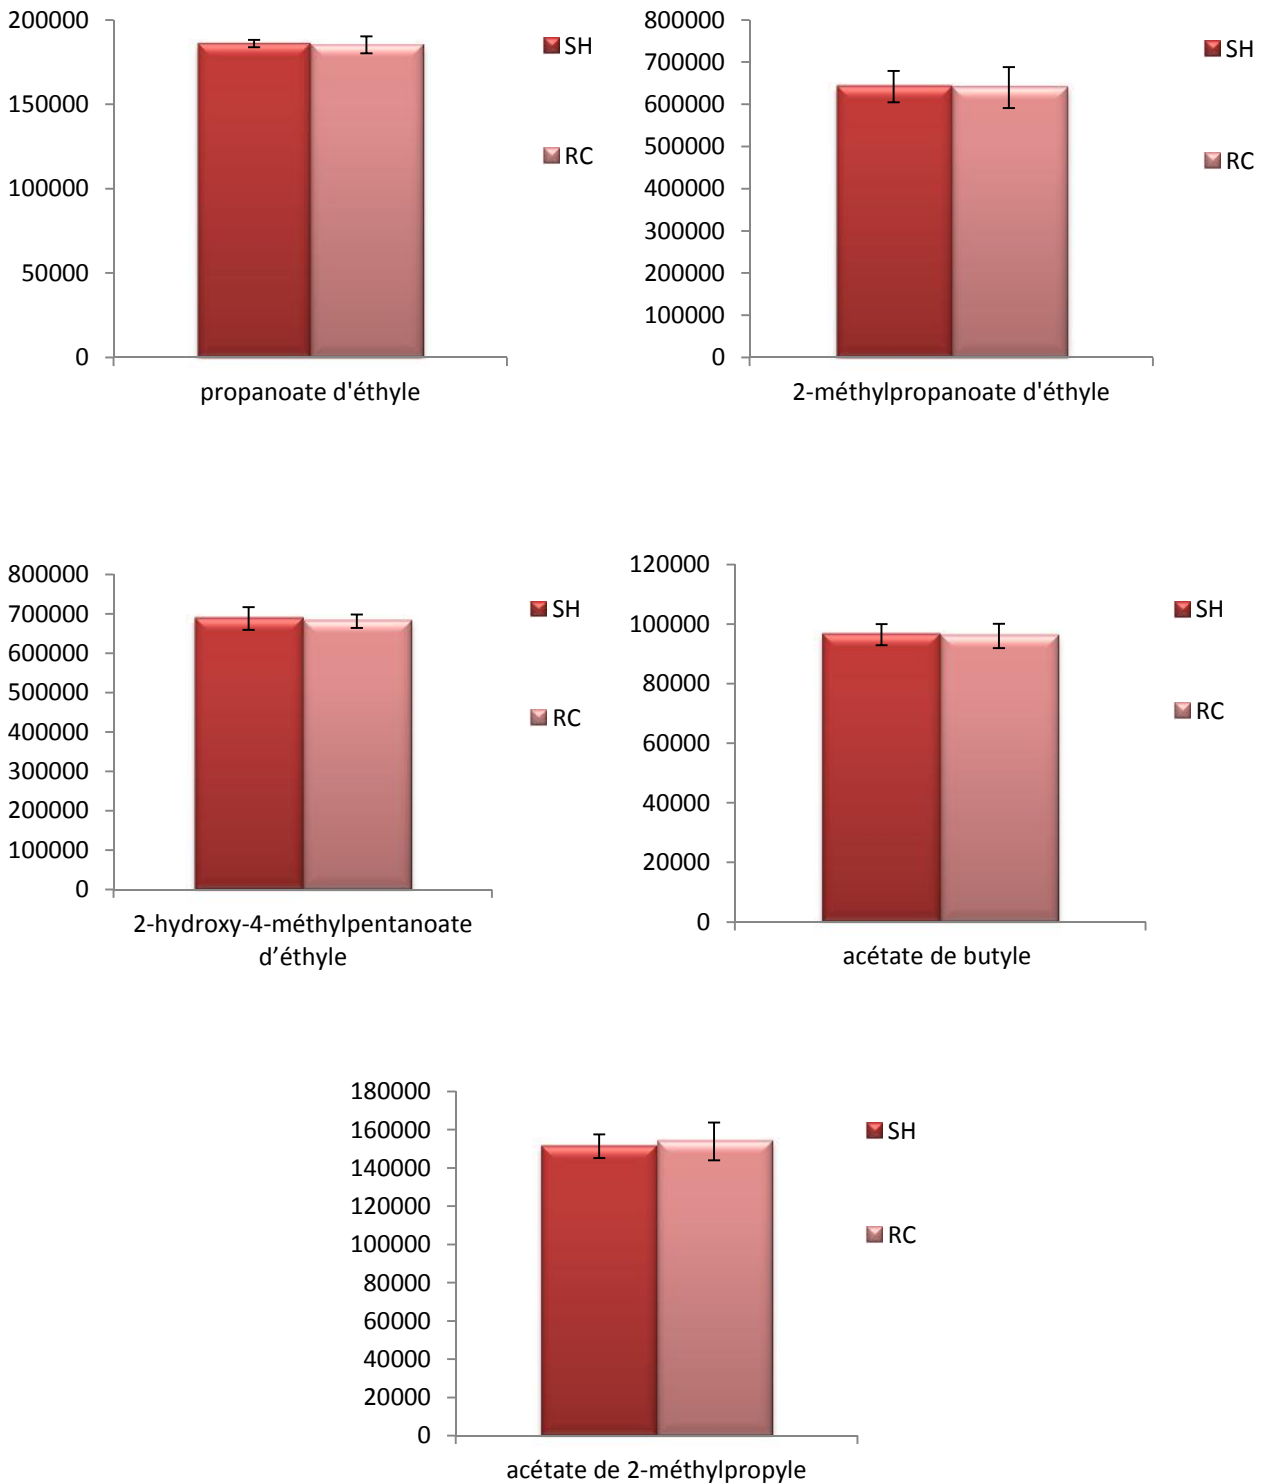 200000
150000
100000
50000
0
propanoate d'éthyle
SH
RC
800000
700000
600000
500000
400000
300000
200000
100000
0
2-méthylpropanoate d'éthyle
SH
RC
800000
700000
600000
500000
400000
300000
200000
100000
0
2-hydroxy-4-méthylpentanoate
d’éthyle
SH
RC
120000
100000
80000
60000
40000
20000
0
acétate de butyle
SH
RC
180000
160000
140000
120000
100000
80000
60000
40000
20000
0
acétate de 2-méthylpropyle
SH
RC